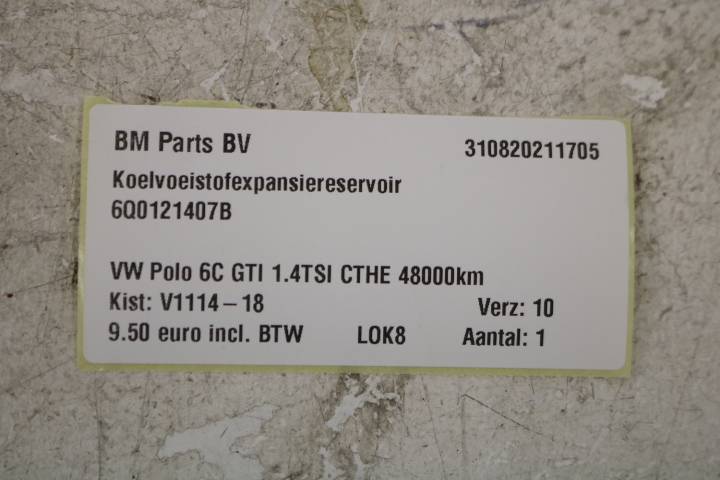 BM Parts BV 310820211705
Koelvoeistofexpansiereservoir
6Q0121407B
VW Polo 6C GTI 1.4TSI CTHE 48000km
Kist: V1114-18 Verz: 10
9.50 euro incl. BTW LOK8 Aantal: 1